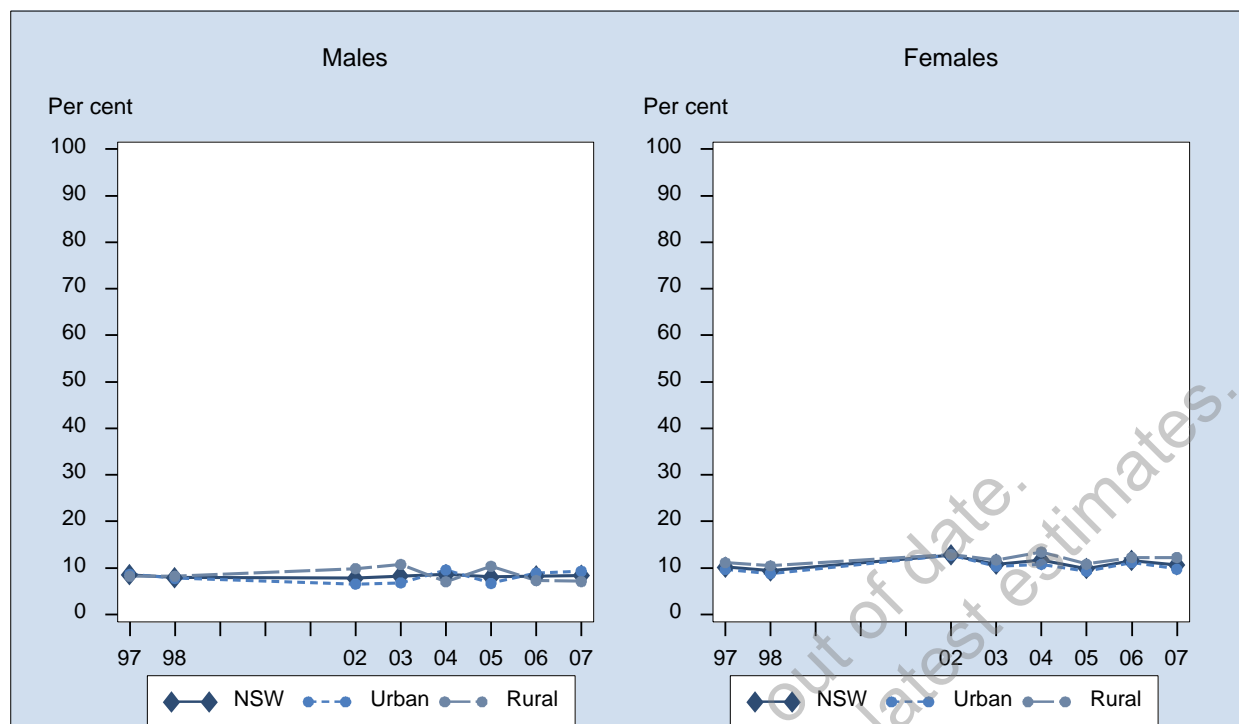 Males
Per cent
100
90
80
70
60
50
40
30
20
10
0
97 98 02 03 04 05 06 07
NSW Urban Rural
Females
Per cent
100
90
80
70
60
50
40
30
20
10
0
97 98 02 03 04 05 06 07
NSW Urban Rural
out of date.
latest estimates.